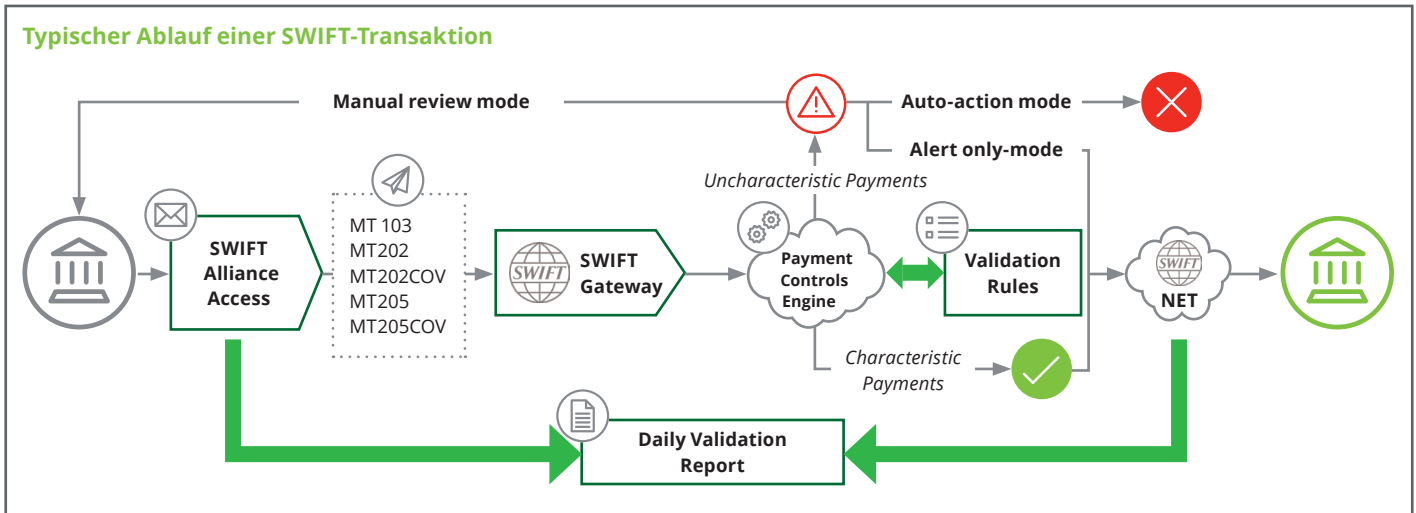 Typischer Ablauf einer SWIFT-Transaktion
Manual review mode
Auto-action mode
Alert only-mode
Uncharacteristic Payments
SWIFT
Alliance
Access
MT 103
MT202
MT202COV
MT205
MT205COV
SWIFT
SWIFT
Gateway
Payment
Controls
Engine
Validation
Rules
SWIFT
NET
Characteristic
Payments
Daily Validation
Report